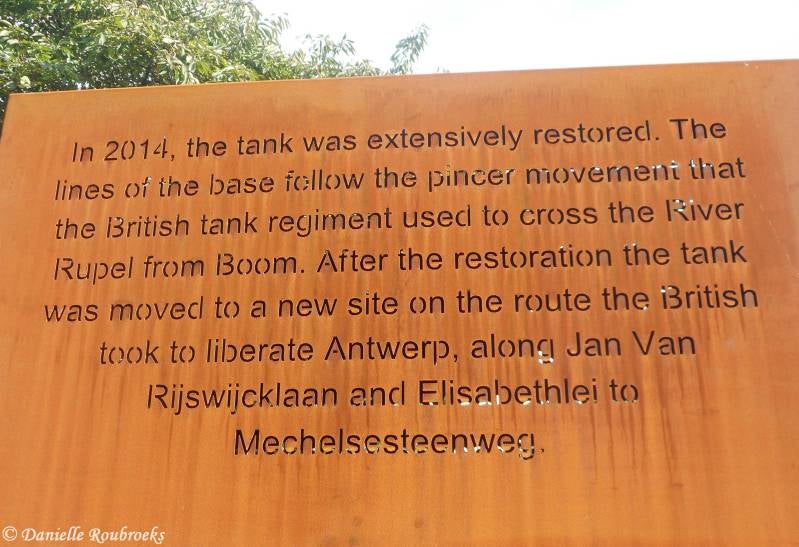 In 2014, the tank was extensively restored. The
lines of the base follow the pincer movement that
the British tank regiment used to cross the River
Rupel from Boom. After the restoration the tank
was moved to a new site on the route the British
took to liberate Antwerp, along Jan Van
Rijswijcklaan and Elisabethlei to
Mechelsesteenweg.
© Danielle Roubroeks